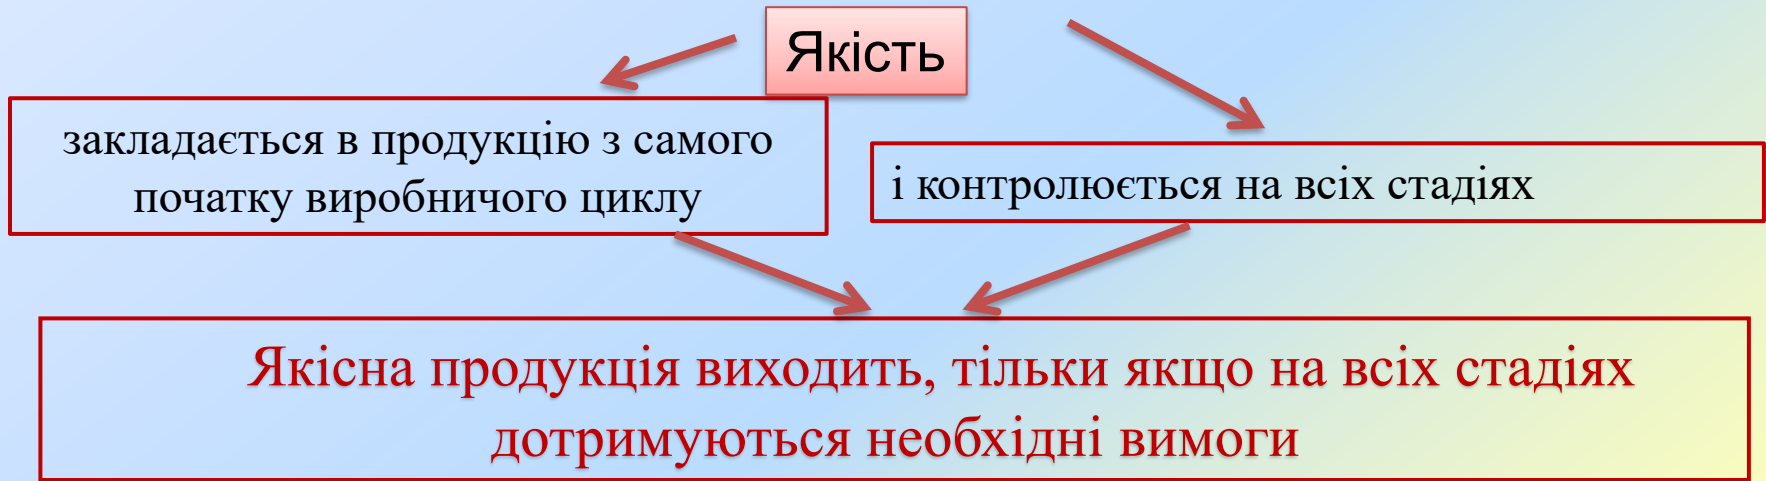 Якість
закладається в продукцію з самого
початку виробничого циклу
і контролюється на всіх стадіях
Якісна продукція виходить, тільки якщо на всіх стадіях
дотримуються необхідні вимоги